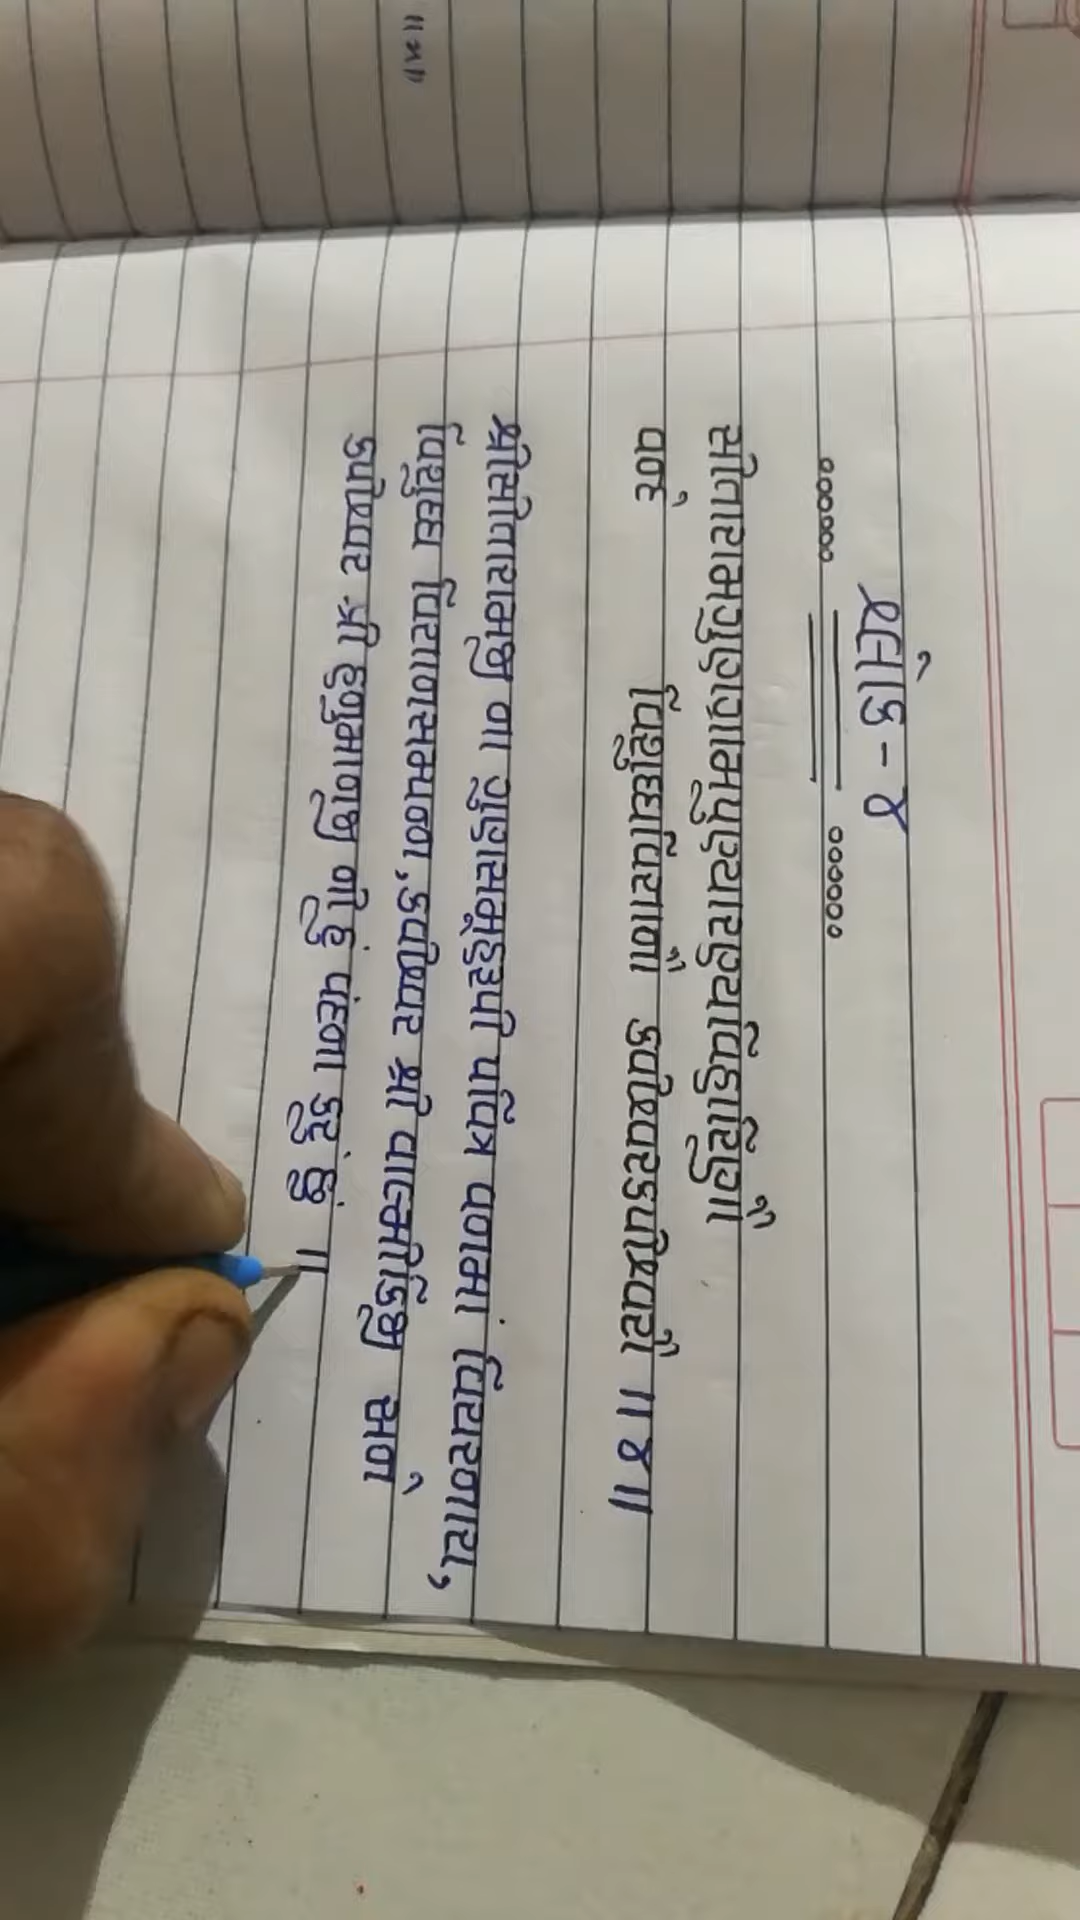 શ્લોક - ૪
સીતારામગુણગ્રામપુણ્યારણ્યવિહારિણૌ
વન્દે વિશુદ્ધવિજ્ઞાનૌ કવીશ્વરકપીશ્વરૌ ॥ ૪ ॥
શ્રીસીતારામજી ના ગુણસમૂહરૂપી પવિત્ર વનમાં વિચરનારા,
વિશુદ્ધ વિજ્ઞાનસમ્પન્ન, કવીશ્વર શ્રી વાલ્મીકિજી અને
કપીશ્વર શ્રી હનુમાનજી ની હું વંદના કરું છું ॥